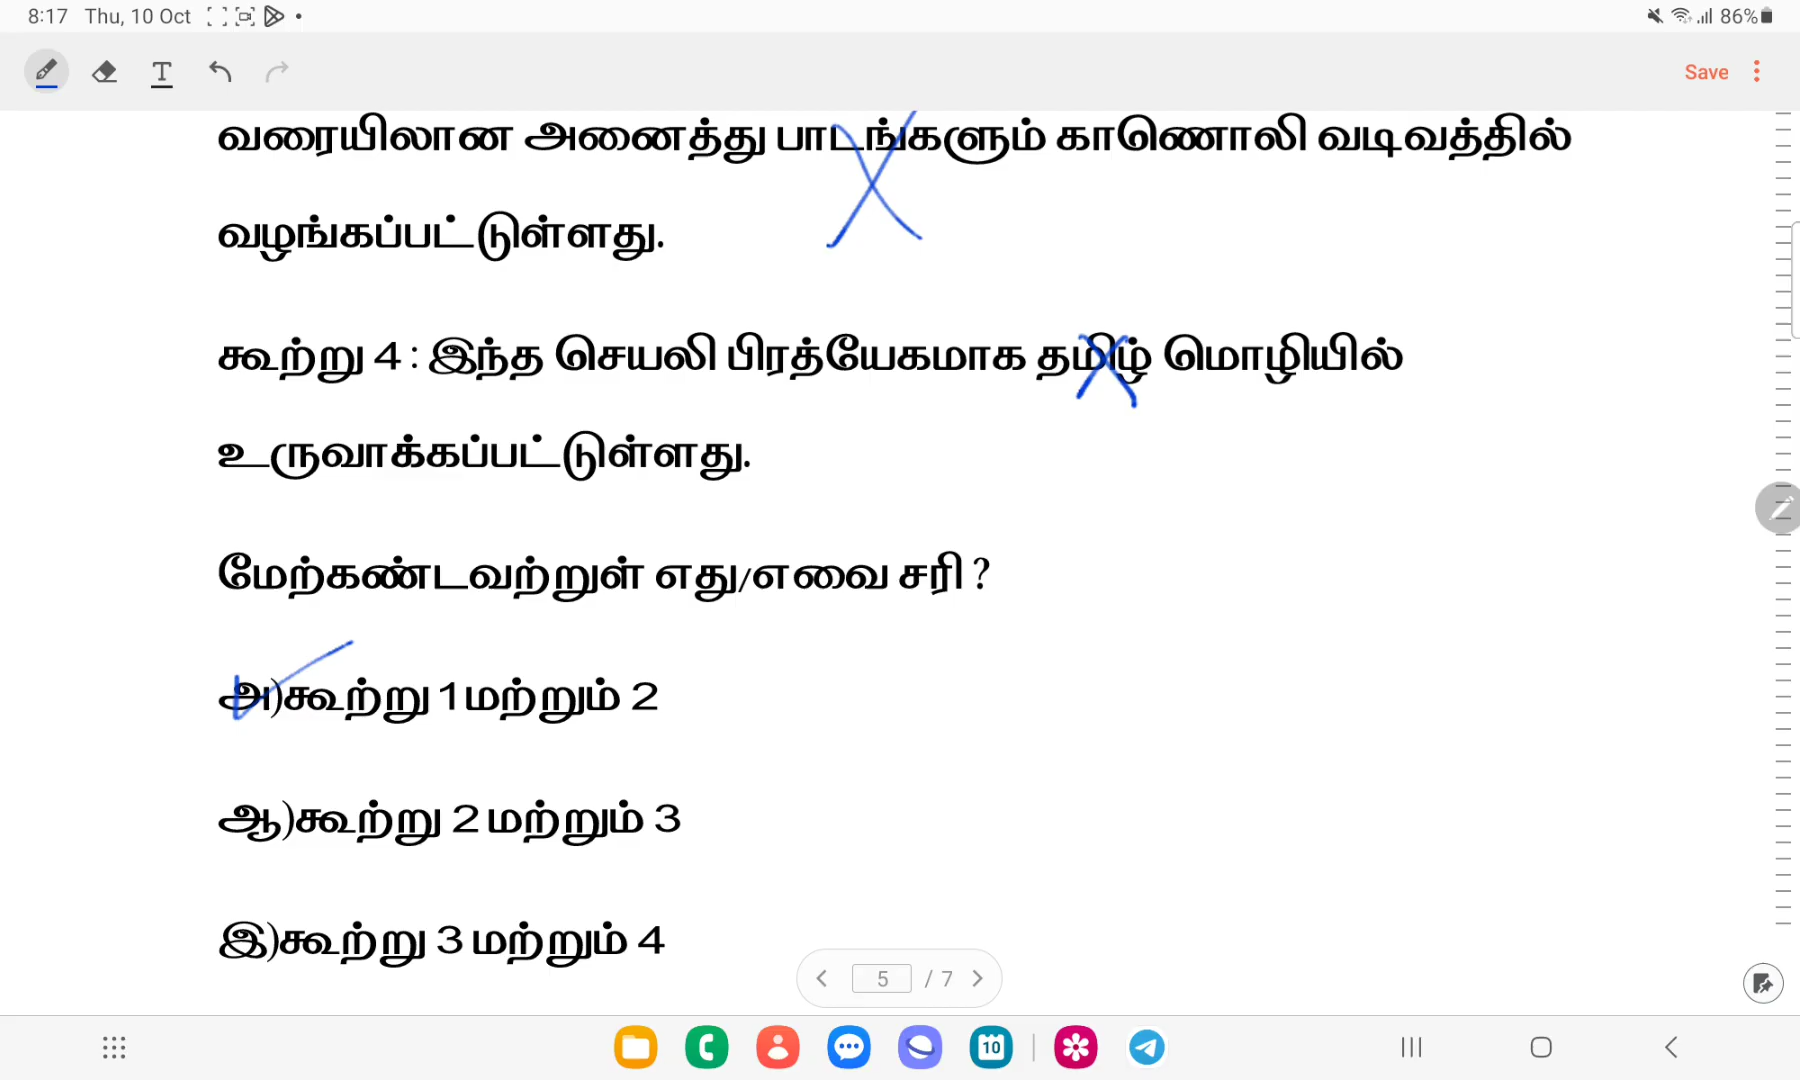 8:17 Thu, 10 Oct
86%
Save
வரையிலான அனைத்து பாடங்களும் காணொலி வடிவத்தில்
வழங்கப்பட்டுள்ளது.
கூற்று 4 : இந்த செயலி பிரத்யேகமாக தமிழ் மொழியில்
உருவாக்கப்பட்டுள்ளது.
மேற்கண்டவற்றுள் எது/எவை சரி ?
அ)கூற்று 1மற்றும் 2
ஆ)கூற்று 2 மற்றும் 3
இ)கூற்று 3 மற்றும் 4
5 / 7
10